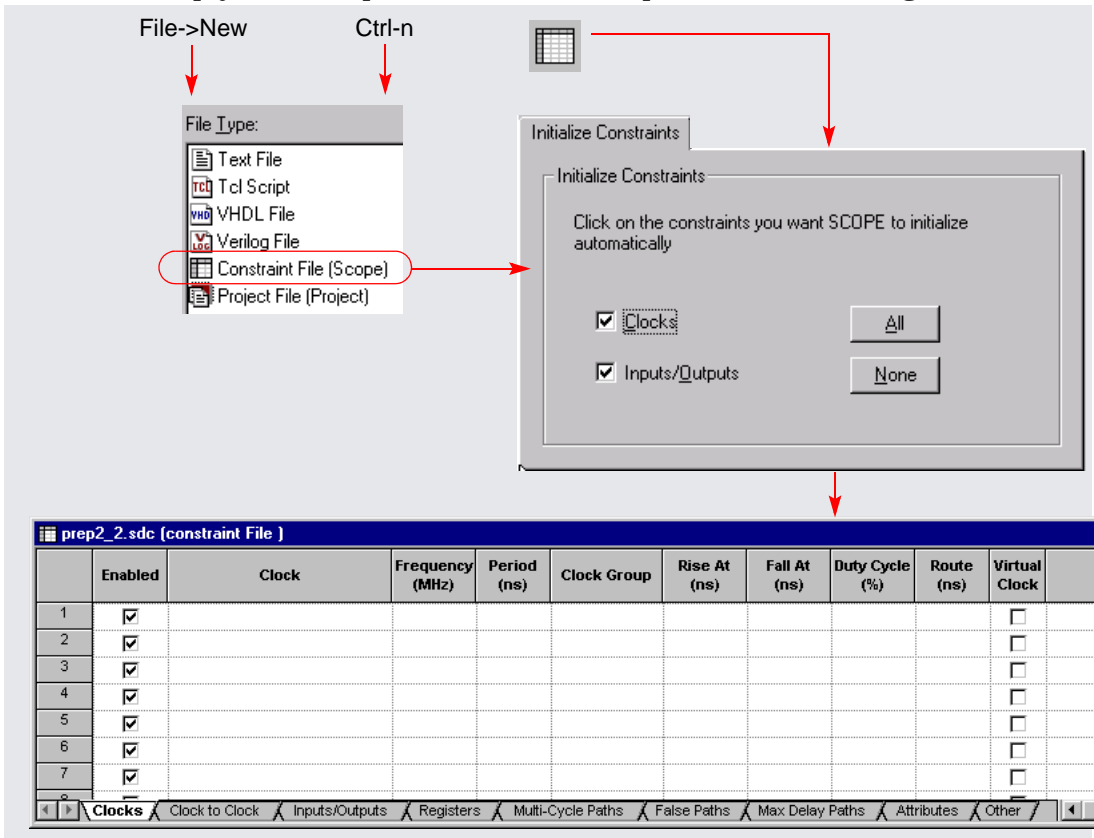 File->New
Ctrl-n
File Type:
Text File
Tcl Script
VHDL File
Verilog File
Constraint File (Scope)
Project File (Project)
Initialize Constraints
Initialize Constraints
Click on the constraints you want SCOPE to initialize
automatically
Clocks
All
Inputs/Outputs
None
prep2_2.sdc (constraint File )
Enabled Clock Frequency (MHz) Period (ns) Clock Group Rise At (ns) Fall At (ns) Duty Cycle (%) Route (ns) Virtual Clock
1
2
3
4
5
6
7
Clocks Clock to Clock Inputs/Outputs Registers Multi-Cycle Paths False Paths Max Delay Paths Attributes Other